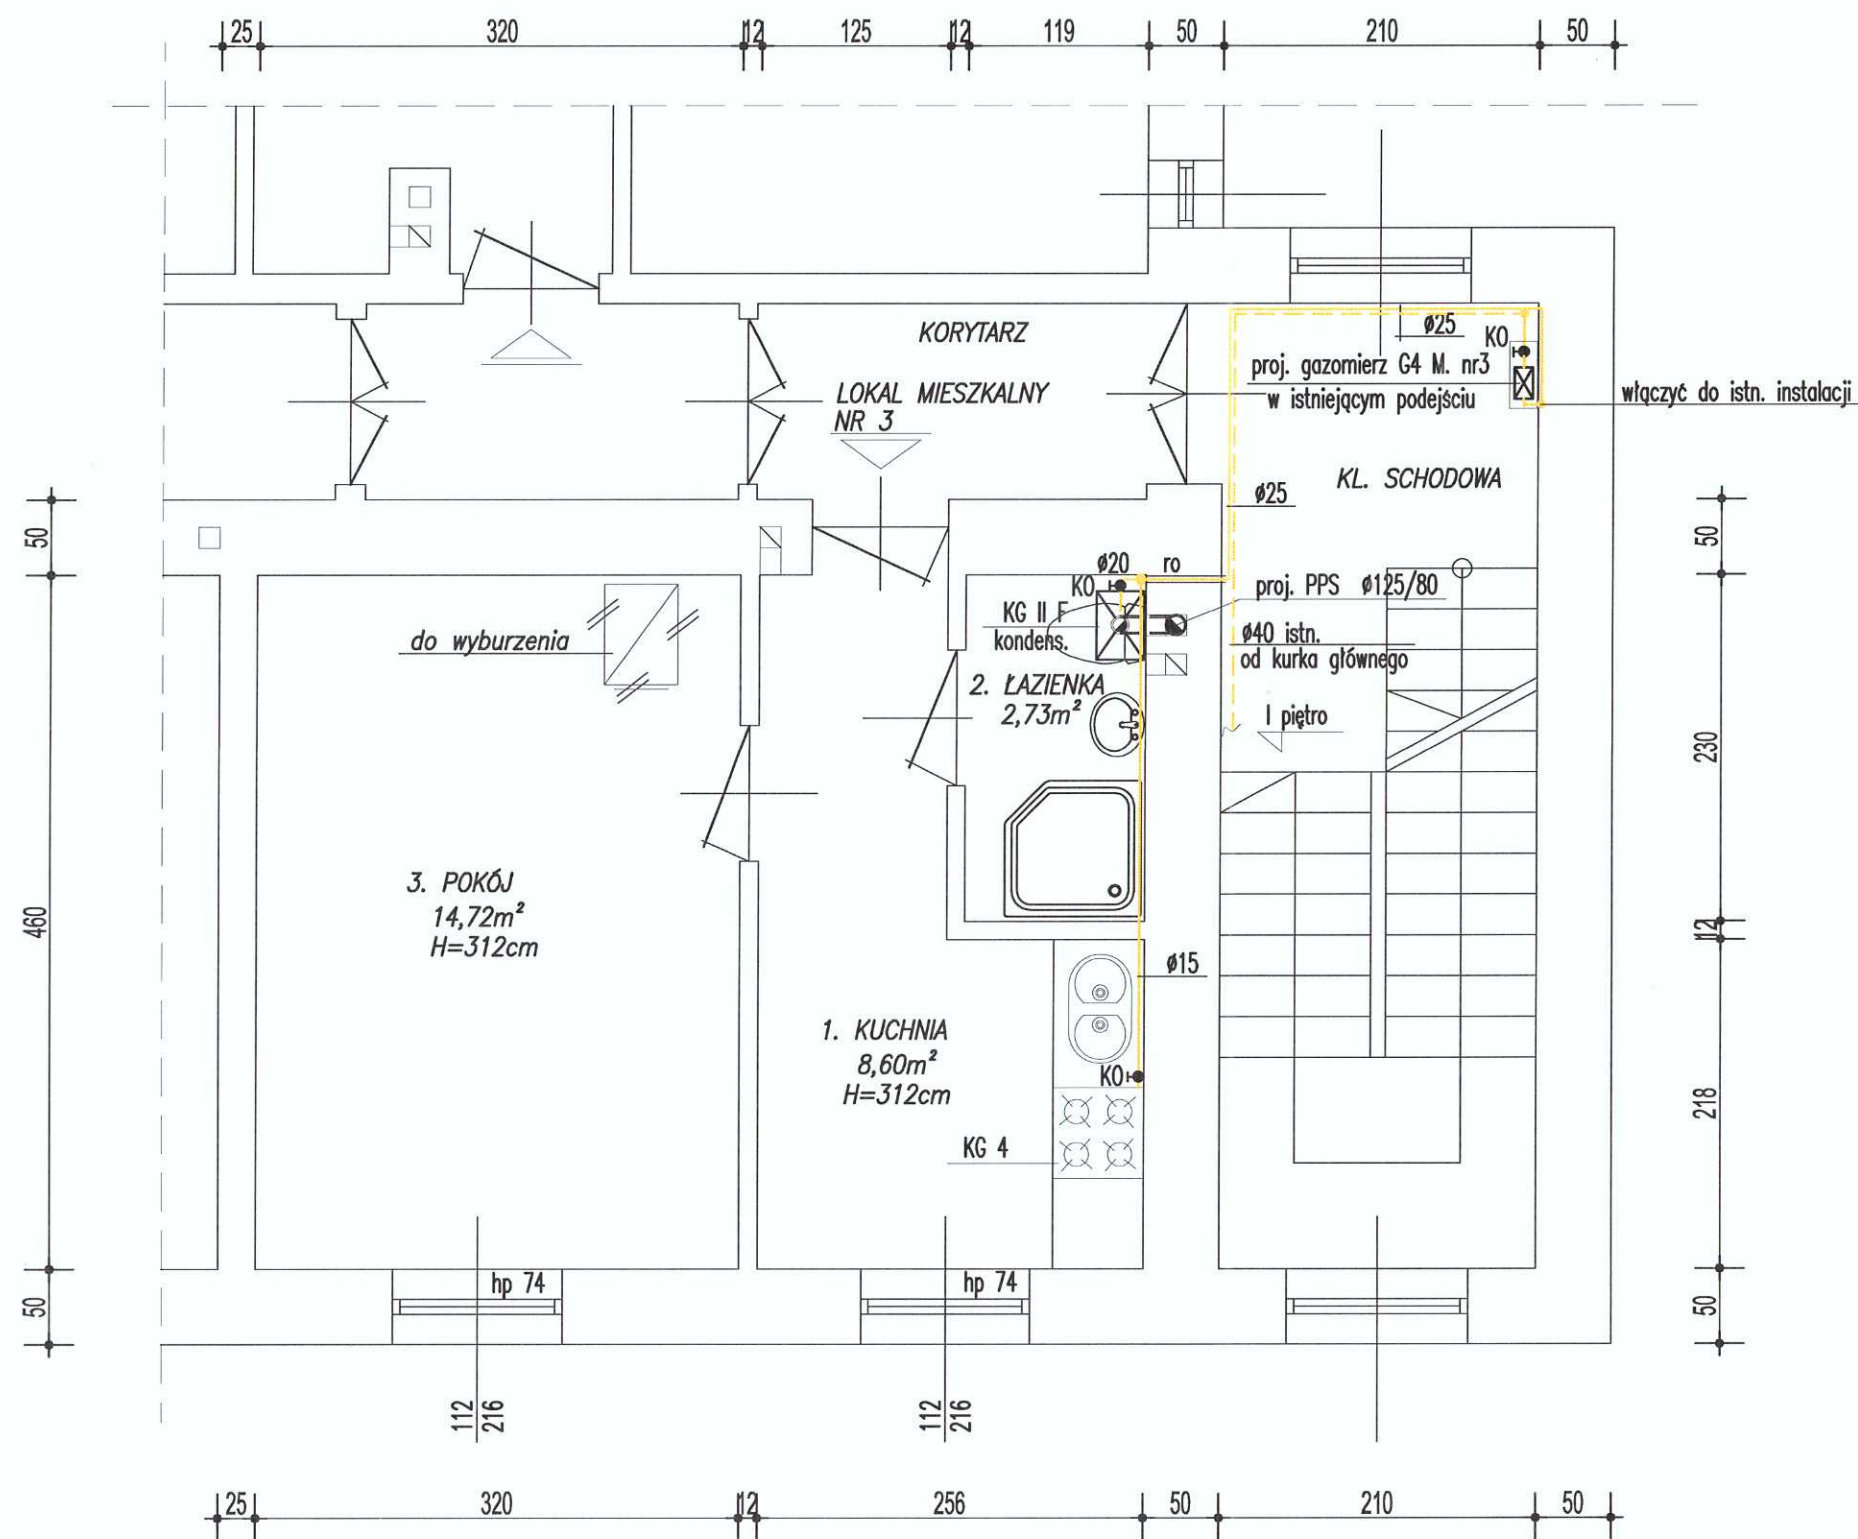 25 320 12 125 12 119 50 210 50
KORYTARZ
LOKAL MIESZKALNY
NR 3
ø25
KO
proj. gazomierz G4 M. nr3
w istniejącym podejściu
włączyć do istn. instalacji
KL. SCHODOWA
ø25
50
50
ø20
ro
KO
KG II F
kondens.
proj. PPS ø125/80
ø40 istn.
od kurka głównego
I piętro
do wyburzenia
2. ŁAZIENKA
2,73m²
230
3. POKÓJ
14,72m²
H=312cm
460
12
ø15
1. KUCHNIA
8,60m²
H=312cm
KO
KG 4
218
hp 74
hp 74
50
50
112
216
112
216
25 320 12 256 50 210 50